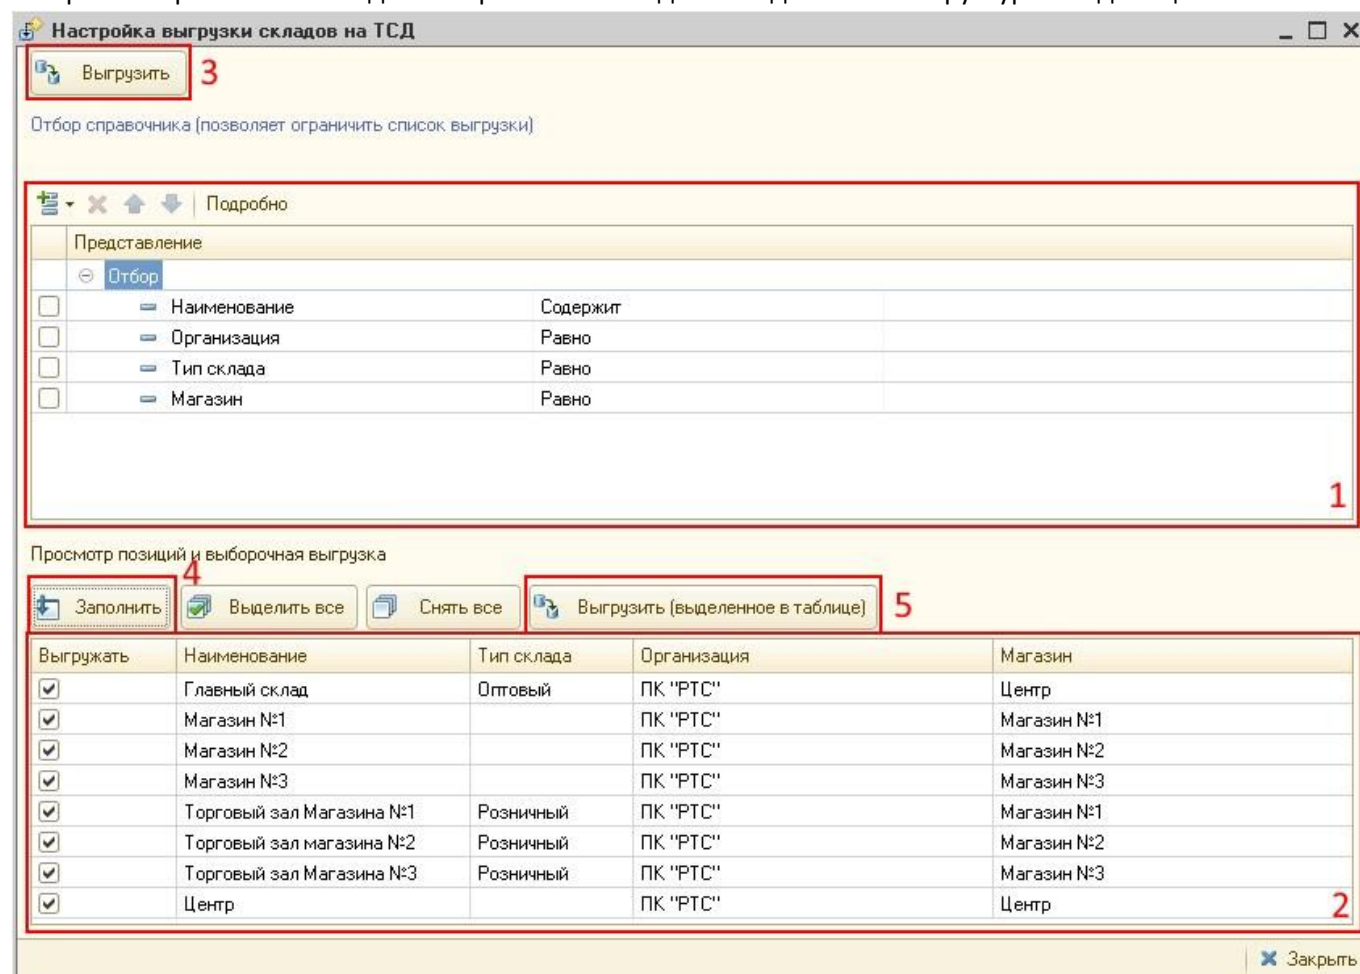 Настройка выгрузки складов на ТСД
Выгрузить 3
Отбор справочника (позволяет ограничить список выгрузки)
Подробно
Представление
Отбор
Наименование Содержит
Организация Равно
Тип склада Равно
Магазин Равно
1
Просмотр позиций и выборочная выгрузка
4
Заполнить Выделить все Снять все Выгрузить (выделенное в таблице) 5
Выгружать Наименование Тип склада Организация Магазин
Главный склад Оптовый ПК "РТС" Центр
Магазин №1 ПК "РТС" Магазин №1
Магазин №2 ПК "РТС" Магазин №2
Магазин №3 ПК "РТС" Магазин №3
Торговый зал Магазина №1 Розничный ПК "РТС" Магазин №1
Торговый зал магазина №2 Розничный ПК "РТС" Магазин №2
Торговый зал Магазина №3 Розничный ПК "РТС" Магазин №3
Центр ПК "РТС" Центр
2
Закрыть